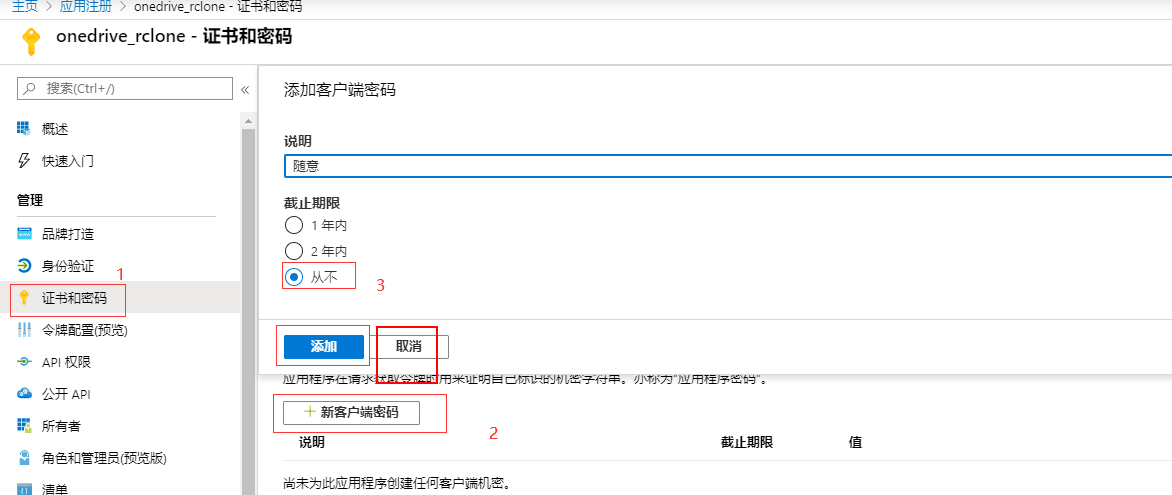 主页 > 应用注册 > onedrive_rclone - 证书和密码
onedrive_rclone - 证书和密码
搜索(Ctrl+/)
«
概述
快速入门
管理
品牌打造
身份验证
1
证书和密码
令牌配置(预览)
API 权限
公开 API
所有者
角色和管理员(预览版)
清单
添加客户端密码
说明
随意
截止期限
1 年内
2 年内
从不
3
添加 取消
应用程序在请求获取令牌时用来证明自己标识的机密字符串。亦称为"应用程序密码"。
+ 新客户端密码
2
说明 截止期限 值
尚未为此应用程序创建任何客户端机密。